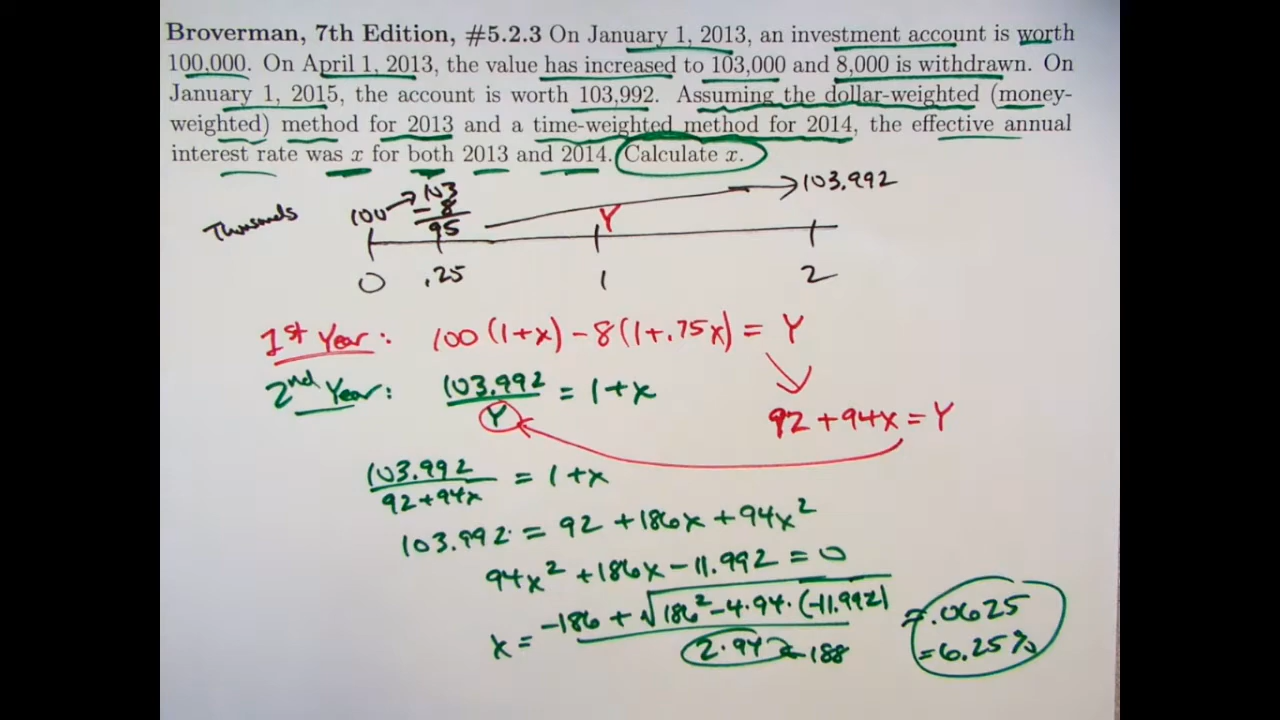 Broverman, 7th Edition, #5.2.3 On January 1, 2013, an investment account is worth
100,000. On April 1, 2013, the value has increased to 103,000 and 8,000 is withdrawn. On
January 1, 2015, the account is worth 103,992. Assuming the dollar-weighted (money-
weighted) method for 2013 and a time-weighted method for 2014, the effective annual
interest rate was x for both 2013 and 2014. Calculate x.
Thousands
100 → 103
- 8
95
Y
→ 103.992
0 .25 1 2
1st Year: 100(1+x) - 8(1+.75x) = Y
2nd Year: 103.992/Y = 1+x
92 + 94x = Y
103.992/(92+94x) = 1+x
103.992 = 92 + 186x + 94x²
94x² + 186x - 11.992 = 0
x = (-186 + √(186² - 4·94·(-11.992)))/(2·94 = 188) = .0625
= 6.25%